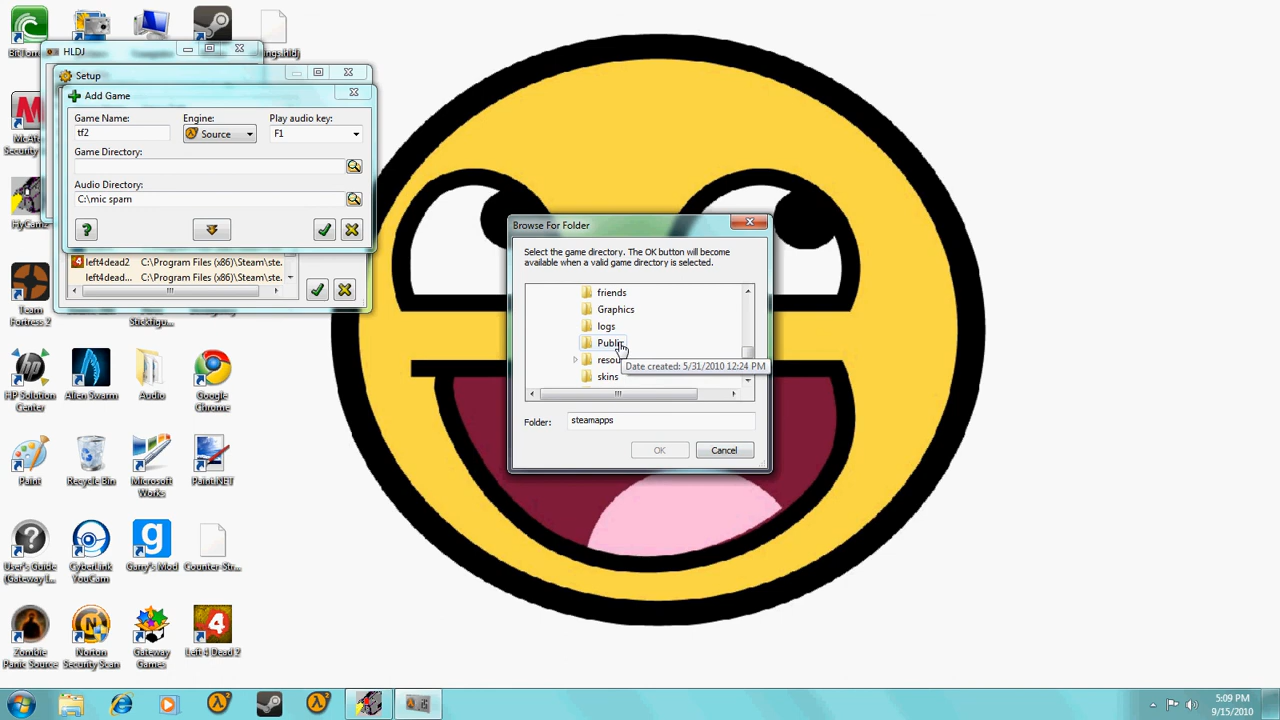 HLDJ
ngs.hldj
Setup
Add Game
Game Name:
Engine:
Play audio key:
tf2
Source
F1
Game Directory:
Audio Directory:
C:\mic spam
left4dead2 C:\Program Files (x86)\Steam\ste.
left4dead... C:\Program Files (x86)\Steam\ste.
Browse For Folder
Select the game directory. The OK button will become
available when a valid game directory is selected.
friends
Graphics
logs
Public
resou
Date created: 5/31/2010 12:24 PM
skins
Folder: steamapps
OK
Cancel
Security
Team
Fortress 2
HP Solution
Center
Alien Swarm
Audio
Google
Chrome
Paint
Recycle Bin
Microsoft
Works
Paint.NET
User's Guide
(Gateway I...
CyberLink
YouCam
Garry's Mod
Counter-Str...
Zombie
Panic Source
Norton
Security Scan
Gateway
Games
Left 4 Dead 2
5:09 PM
9/15/2010